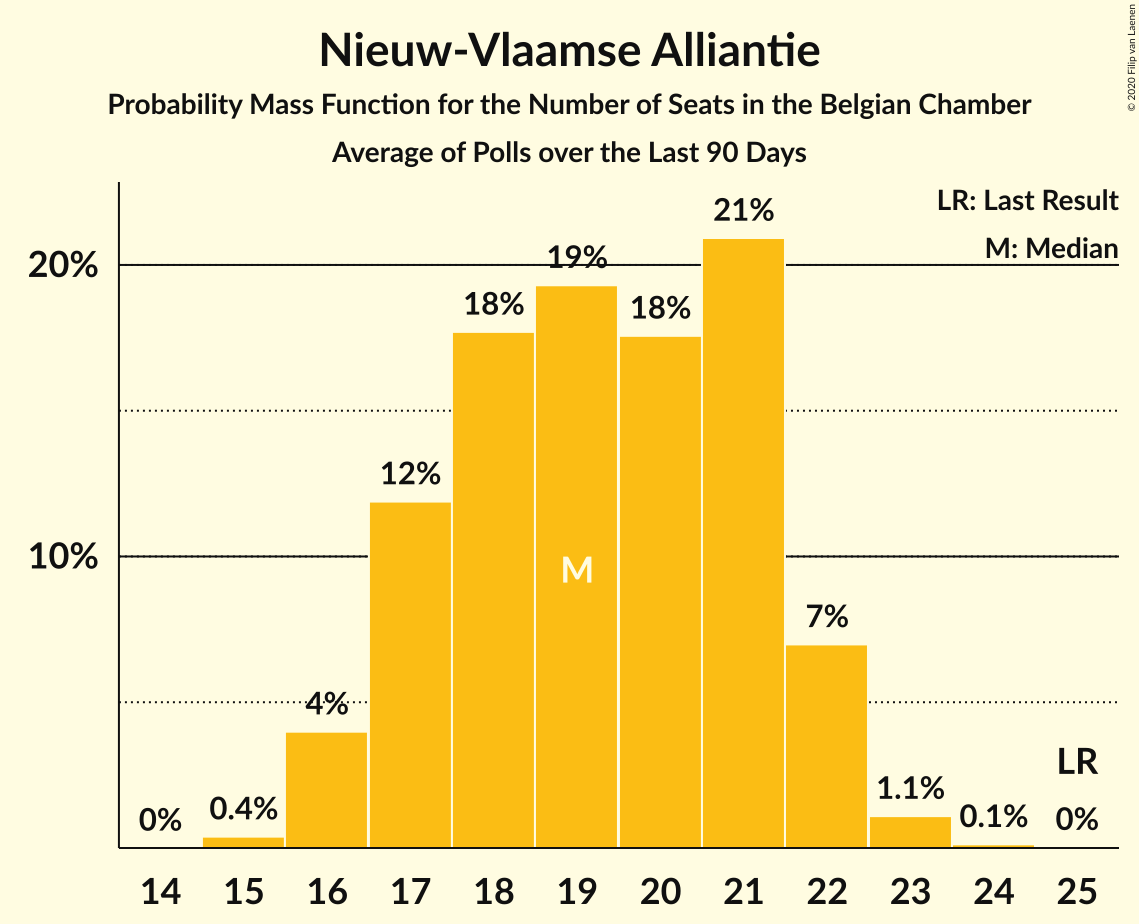 Nieuw-Vlaamse Alliantie
Probability Mass Function for the Number of Seats in the Belgian Chamber
Average of Polls over the Last 90 Days
© 2020 Filip van Laenen
LR: Last Result
M: Median
20%
10%
0%
0.4%
4%
12%
18%
19%
18%
21%
7%
1.1%
0.1%
0%
M
LR
14 15 16 17 18 19 20 21 22 23 24 25